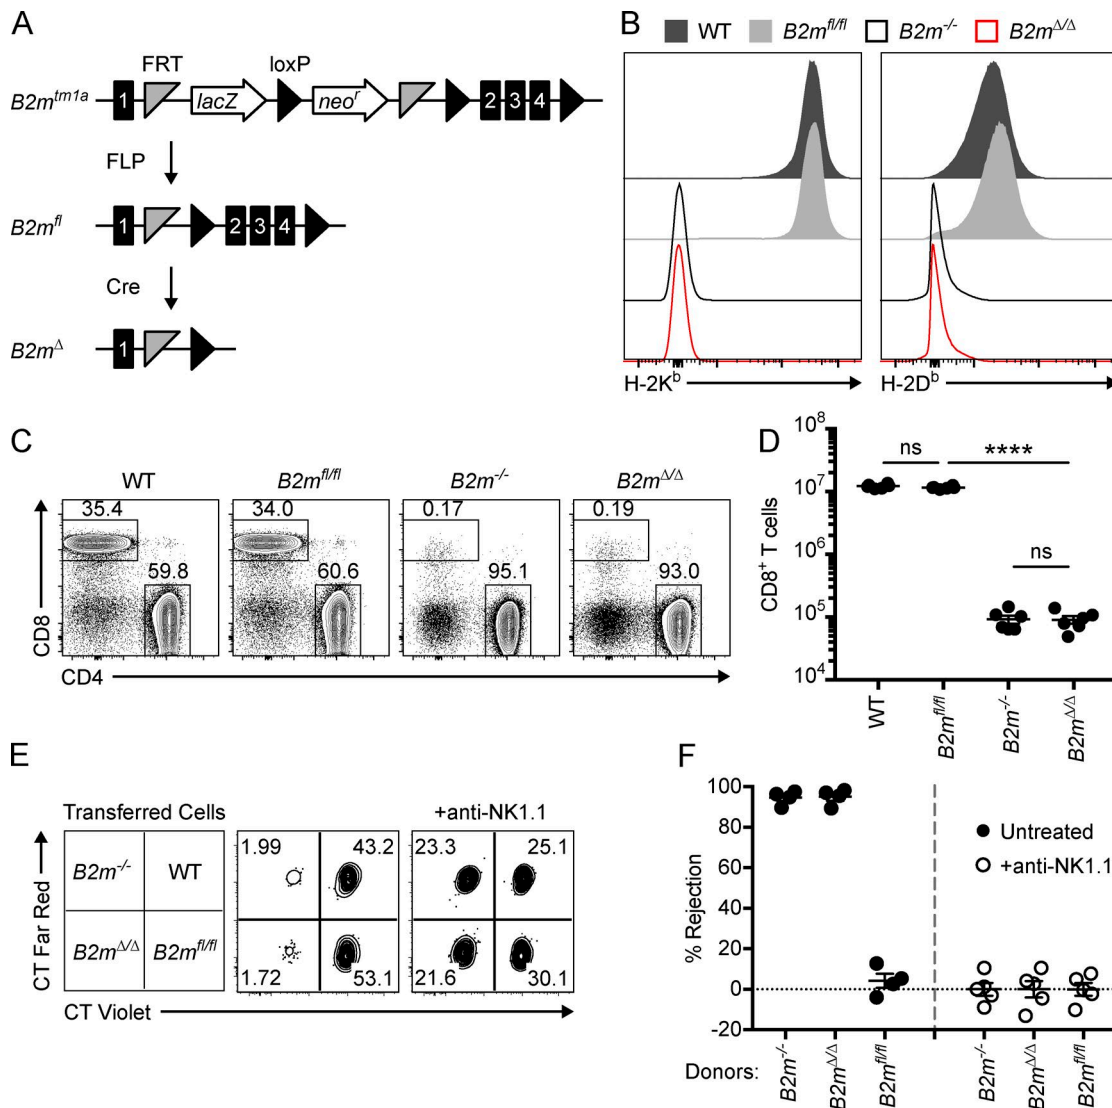 A
FRT loxP
B2m^tm1a 1 lacZ neo^r 2 3 4
FLP
B2m^fl 1 2 3 4
Cre
B2m^Δ 1
B
WT B2m^fl/fl B2m^-/- B2m^Δ/Δ
H-2K^b H-2D^b
C
WT B2m^fl/fl B2m^-/- B2m^Δ/Δ
35.4 34.0 0.17 0.19
59.8 60.6 95.1 93.0
CD8
CD4
D
ns ****
ns
CD8+ T cells
10^8
10^7
10^6
10^5
10^4
WT B2m^fl/fl B2m^-/- B2m^Δ/Δ
E
Transferred Cells +anti-NK1.1
B2m^-/- WT 1.99 43.2 23.3 25.1
B2m^Δ/Δ B2m^fl/fl 1.72 53.1 21.6 30.1
CT Far Red
CT Violet
F
100
80
60
40
20
0
-20
% Rejection
Untreated
+anti-NK1.1
Donors: B2m^-/- B2m^Δ/Δ B2m^fl/fl B2m^-/- B2m^Δ/Δ B2m^fl/fl